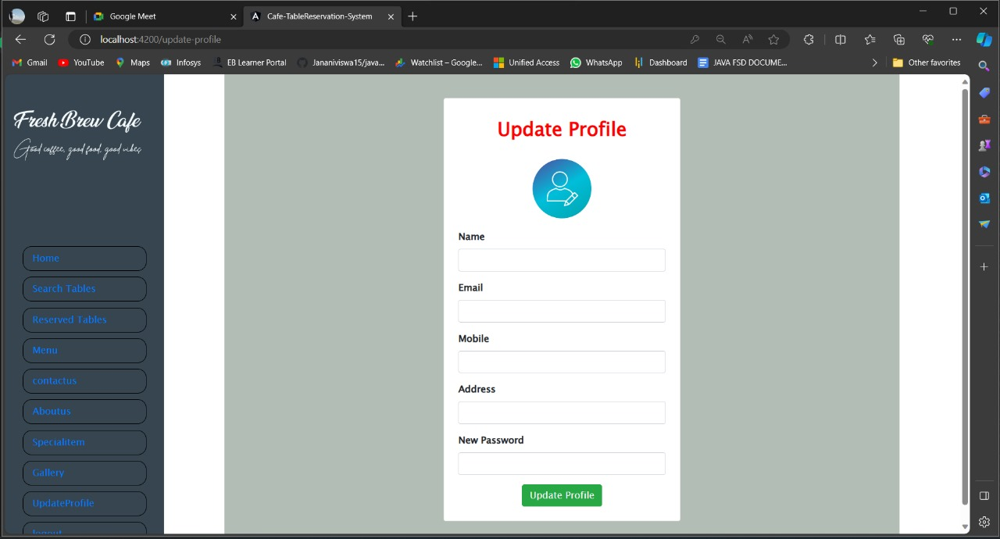 Google Meet
Cafe-TableReservation-System
localhost:4200/update-profile
Gmail YouTube Maps Infosys EB Learner Portal Jananiviswa15/java... Watchlist – Google... Unified Access WhatsApp Dashboard JAVA FSD DOCUME... Other favorites
Fresh Brew Cafe
Good coffee, good food, good vibes
Home
Search Tables
Reserved Tables
Menu
contactus
Aboutus
Specialitem
Gallery
UpdateProfile
logout
Update Profile
Name
Email
Mobile
Address
New Password
Update Profile